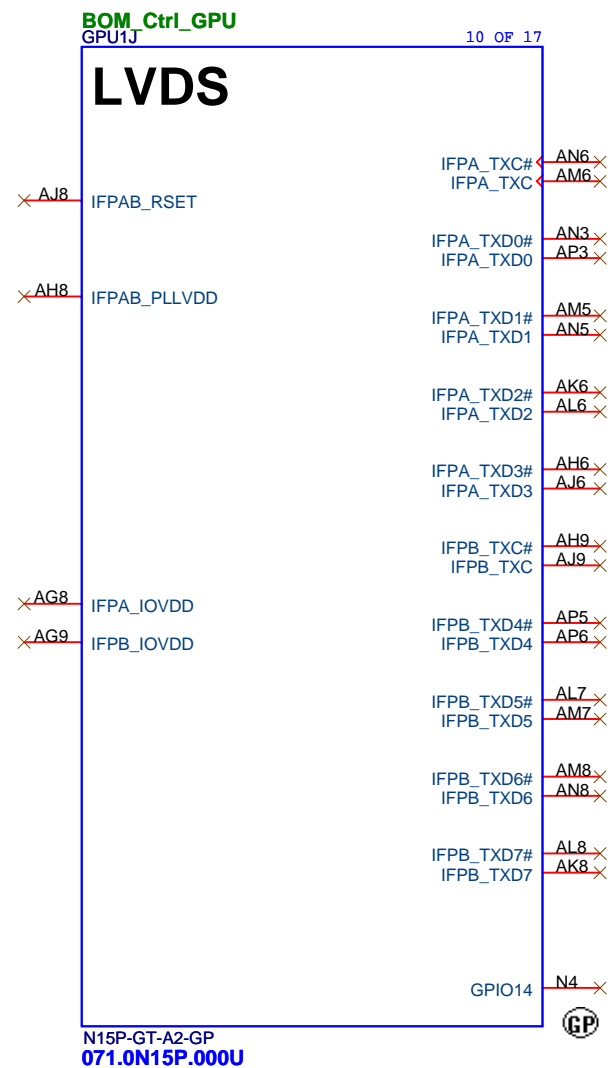 BOM_Ctrl_GPU
GPU1J 10 OF 17
LVDS
IFPA_TXC# AN6
IFPA_TXC AM6
AJ8 IFPAB_RSET
IFPA_TXD0# AN3
IFPA_TXD0 AP3
AH8 IFPAB_PLLVDD
IFPA_TXD1# AM5
IFPA_TXD1 AN5
IFPA_TXD2# AK6
IFPA_TXD2 AL6
IFPA_TXD3# AH6
IFPA_TXD3 AJ6
IFPB_TXC# AH9
IFPB_TXC AJ9
AG8 IFPA_IOVDD
IFPB_TXD4# AP5
AG9 IFPB_IOVDD
IFPB_TXD4 AP6
IFPB_TXD5# AL7
IFPB_TXD5 AM7
IFPB_TXD6# AM8
IFPB_TXD6 AN8
IFPB_TXD7# AL8
IFPB_TXD7 AK8
GPIO14 N4
GP
N15P-GT-A2-GP
071.0N15P.000U